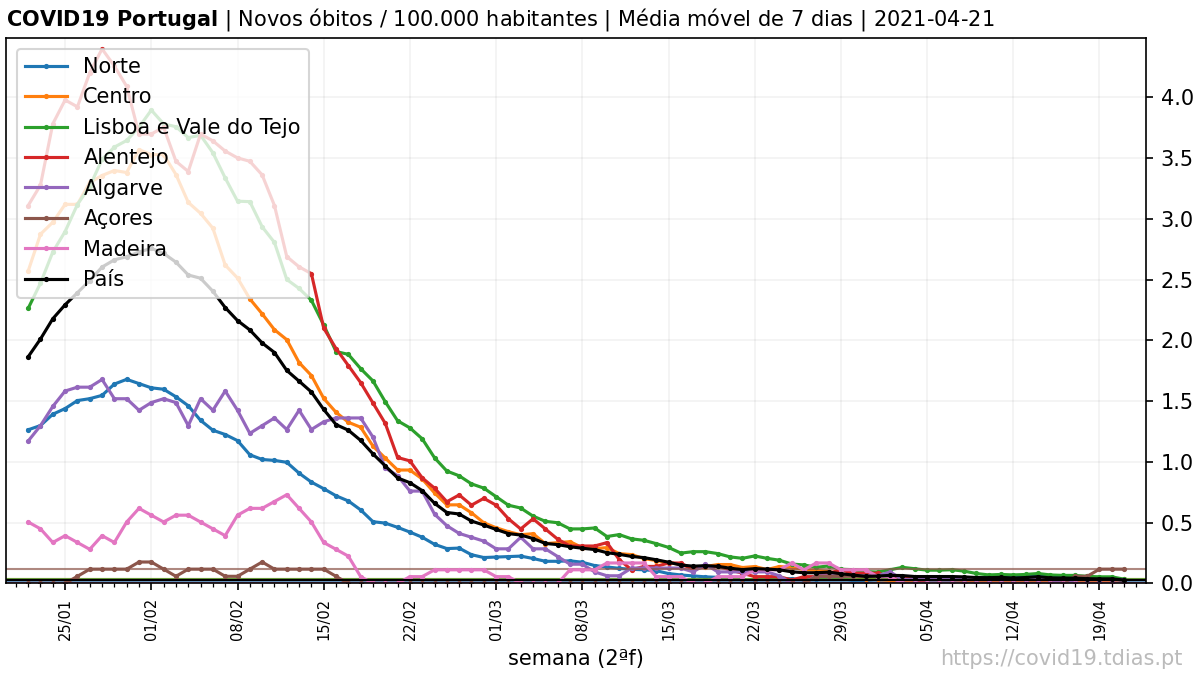 COVID19 Portugal | Novos óbitos / 100.000 habitantes | Média móvel de 7 dias | 2021-04-21
Norte
Centro
Lisboa e Vale do Tejo
Alentejo
Algarve
Açores
Madeira
País
4.0
3.5
3.0
2.5
2.0
1.5
1.0
0.5
0.0
25/01
01/02
08/02
15/02
22/02
01/03
08/03
15/03
22/03
29/03
05/04
12/04
19/04
semana (2ªf)
https://covid19.tdias.pt